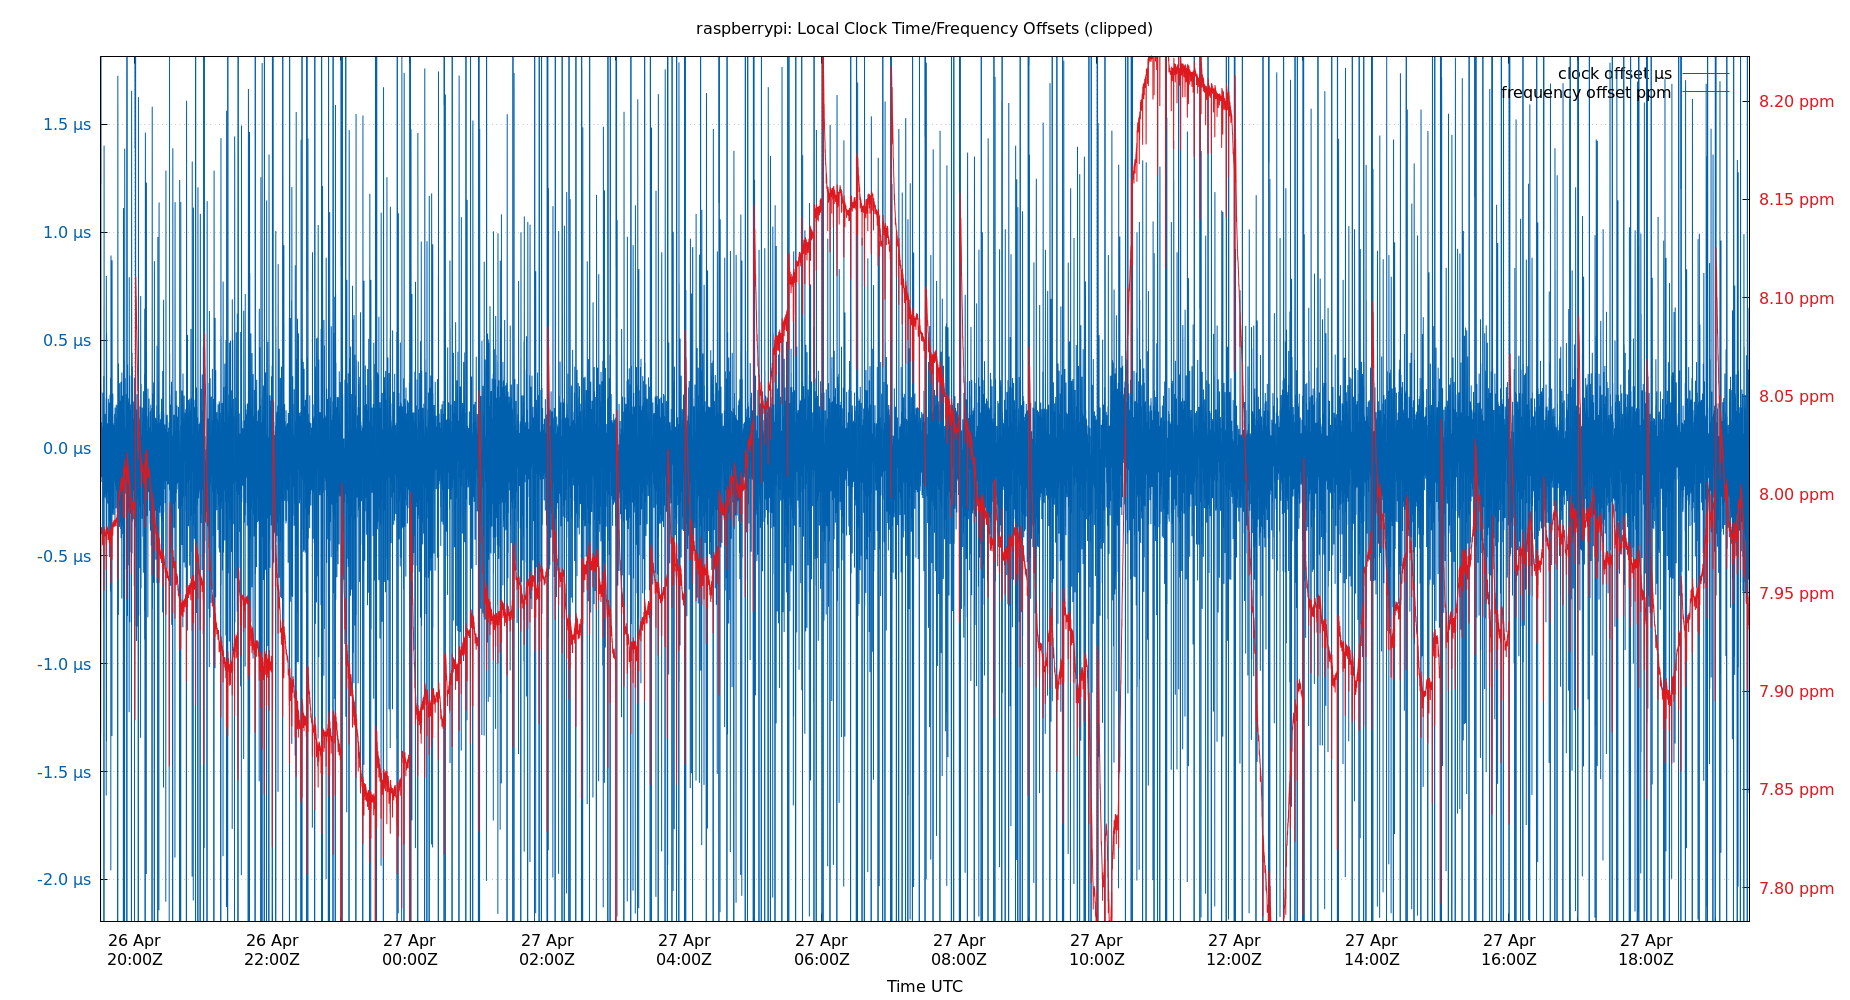 raspberrypi: Local Clock Time/Frequency Offsets (clipped)
clock offset µs
frequency offset ppm
1.5 µs
1.0 µs
0.5 µs
0.0 µs
-0.5 µs
-1.0 µs
-1.5 µs
-2.0 µs
8.20 ppm
8.15 ppm
8.10 ppm
8.05 ppm
8.00 ppm
7.95 ppm
7.90 ppm
7.85 ppm
7.80 ppm
26 Apr 26 Apr 27 Apr 27 Apr 27 Apr 27 Apr 27 Apr 27 Apr 27 Apr 27 Apr 27 Apr 27 Apr
20:00Z 22:00Z 00:00Z 02:00Z 04:00Z 06:00Z 08:00Z 10:00Z 12:00Z 14:00Z 16:00Z 18:00Z
Time UTC